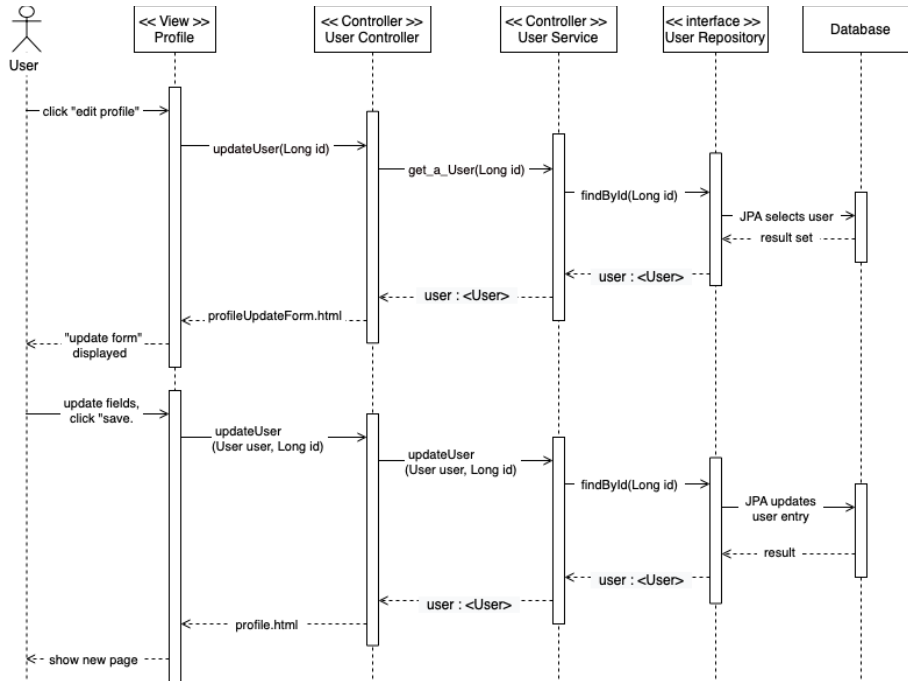 << View >>
Profile
<< Controller >>
User Controller
<< Controller >>
User Service
<< interface >>
User Repository
Database
User
click "edit profile"
updateUser(Long id)
get_a_User(Long id)
findById(Long id)
JPA selects user
result set
user : <User>
user : <User>
profileUpdateForm.html
"update form"
displayed
update fields,
click "save.
updateUser
(User user, Long id)
updateUser
(User user, Long id)
findById(Long id)
JPA updates
user entry
result
user : <User>
user : <User>
profile.html
show new page